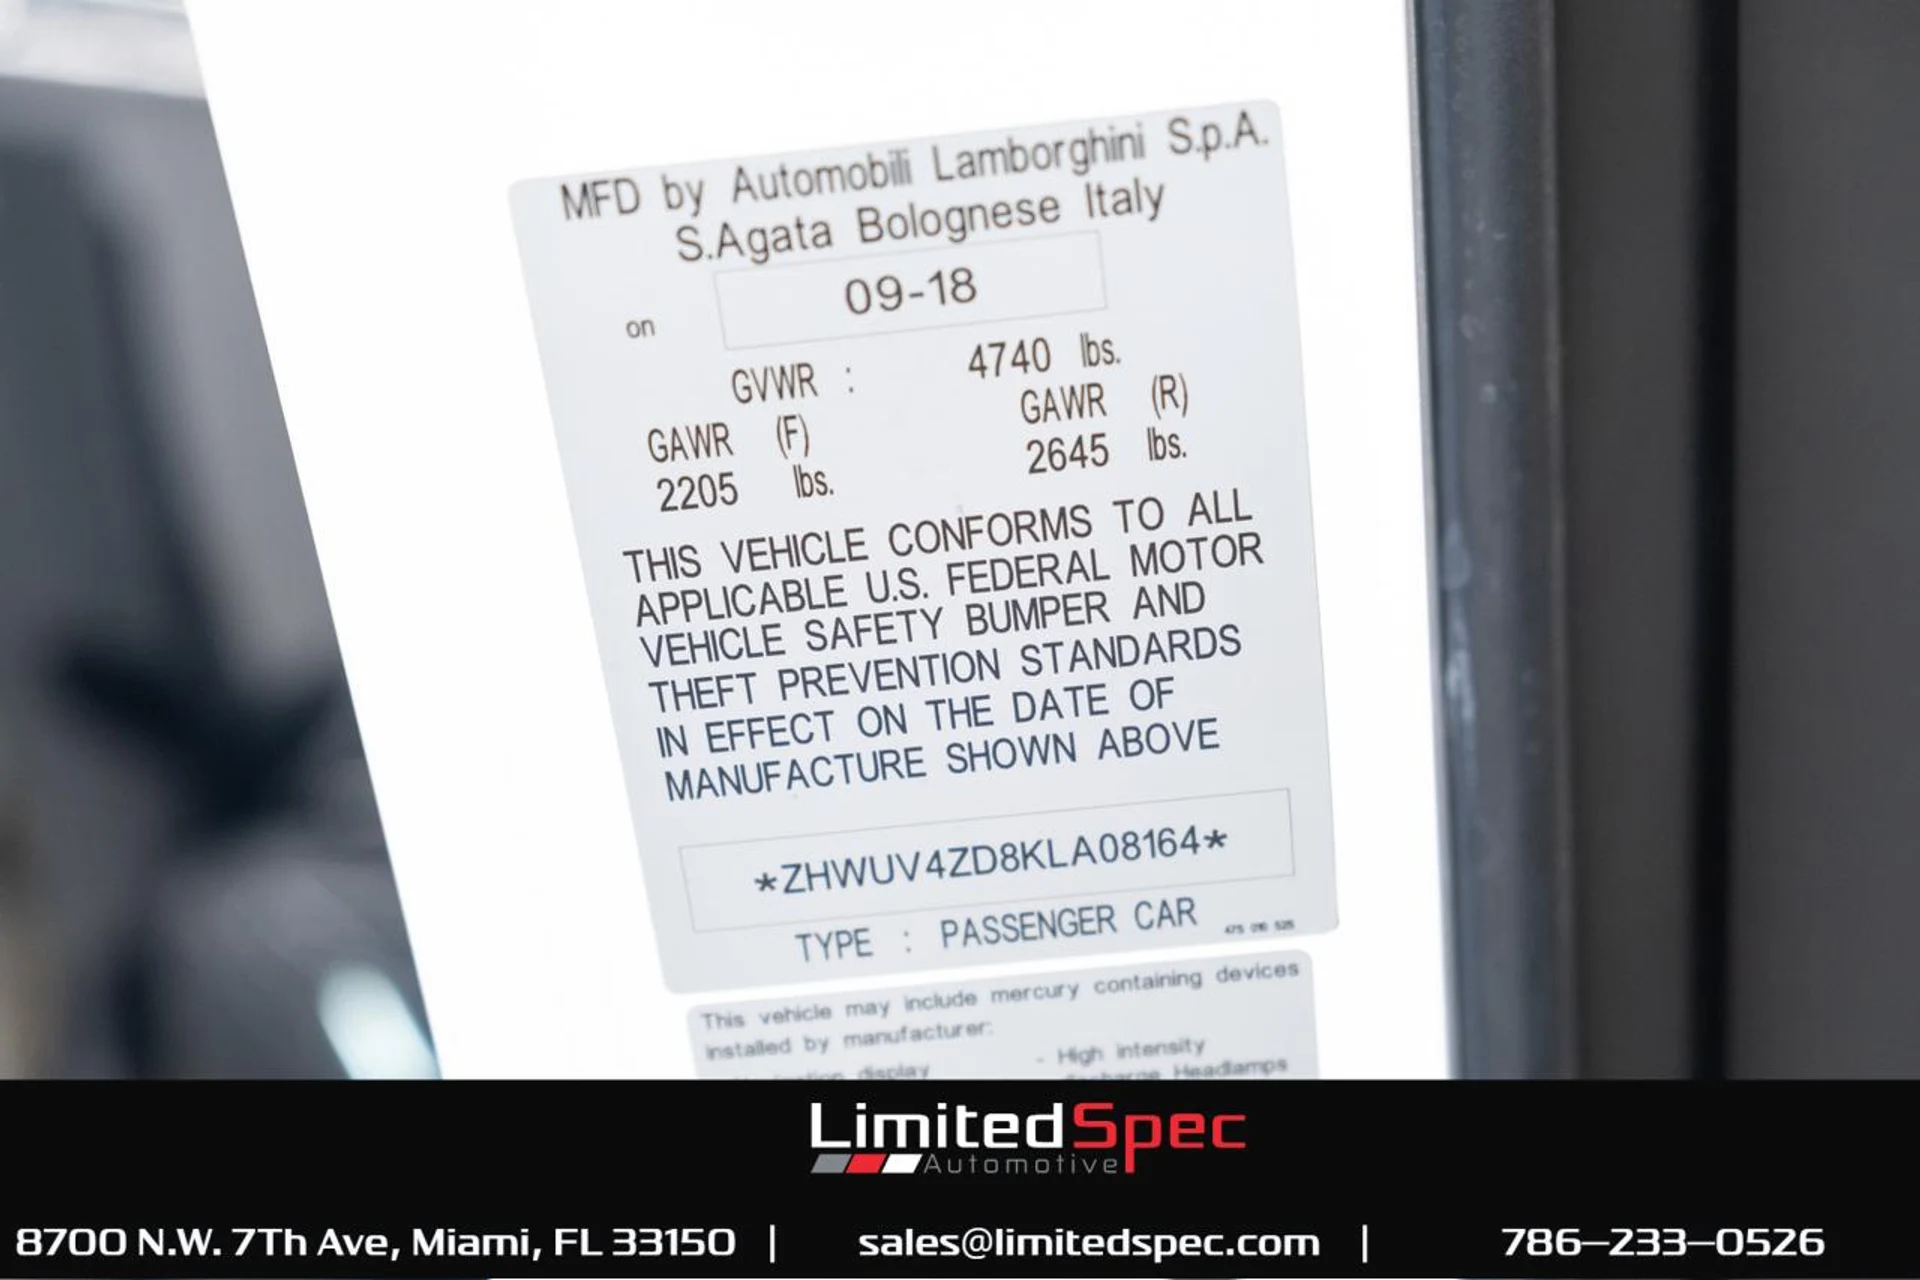 MFD by Automobili Lamborghini S.p.A.
S.Agata Bolognese Italy
on 09-18
GVWR : 4740 lbs.
GAWR (F) GAWR (R)
2205 lbs. 2645 lbs.
THIS VEHICLE CONFORMS TO ALL
APPLICABLE U.S. FEDERAL MOTOR
VEHICLE SAFETY BUMPER AND
THEFT PREVENTION STANDARDS
IN EFFECT ON THE DATE OF
MANUFACTURE SHOWN ABOVE
*ZHWUV4ZD8KLA08164*
TYPE : PASSENGER CAR
This vehicle may include mercury containing devices
installed by manufacturer:
display - High intensity
Headlamps
LimitedSpec
Automotive
8700 N.W. 7Th Ave, Miami, FL 33150 | sales@limitedspec.com | 786-233-0526